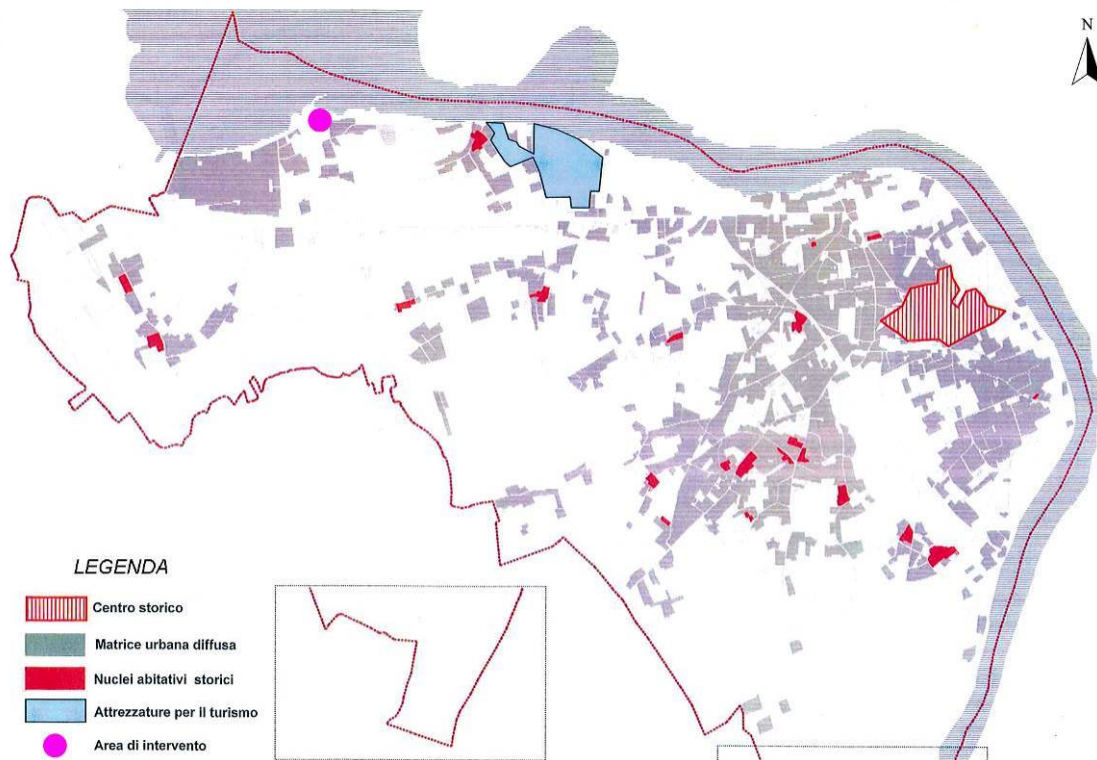 N
LEGENDA
Centro storico
Matrice urbana diffusa
Nuclei abitativi storici
Attrezzature per il turismo
Area di intervento